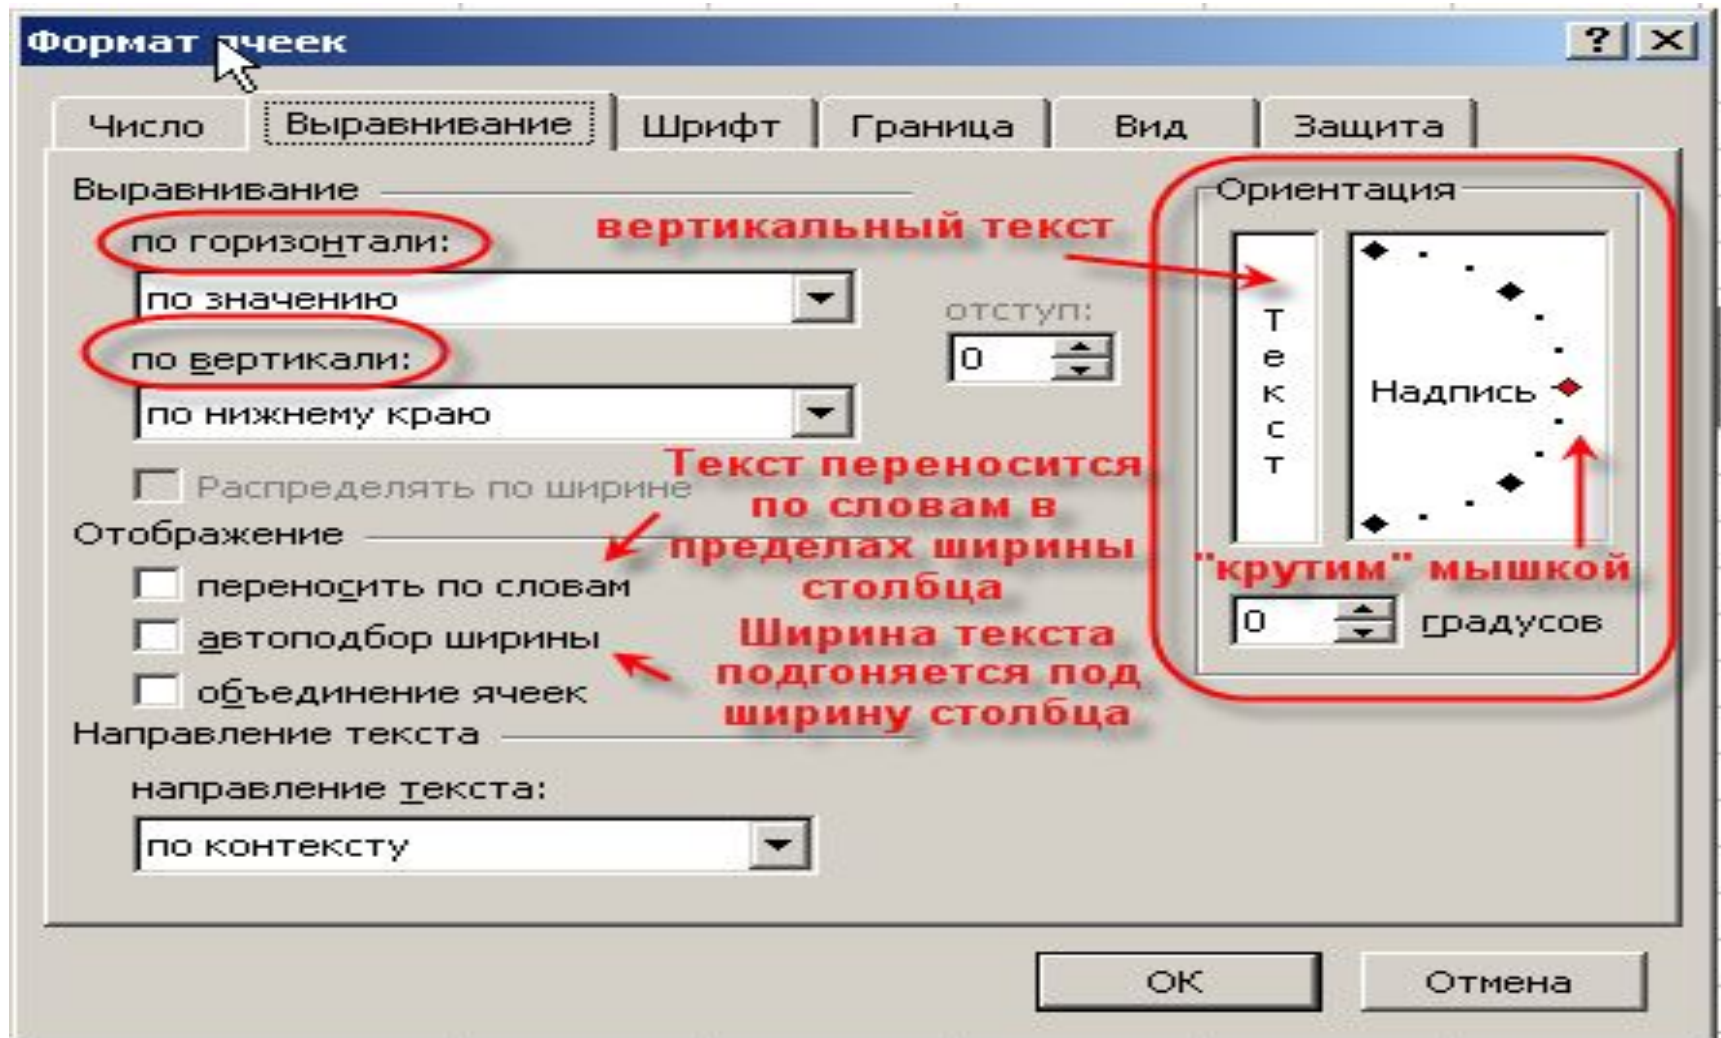 Формат ячеек
?
Число Выравнивание Шрифт Граница Вид Защита
Выравнивание
по горизонтали:
по значению
отступ:
0
по вертикали:
по нижнему краю
Распределять по ширине
Отображение
переносить по словам
автоподбор ширины
объединение ячеек
Направление текста
направление текста:
по контексту
вертикальный текст
Текст переносится
по словам в
пределах ширины
столбца
Ширина текста
подгоняется под
ширину столбца
Ориентация
Текст
Надпись
"крутим" мышкой
0 градусов
ОК Отмена